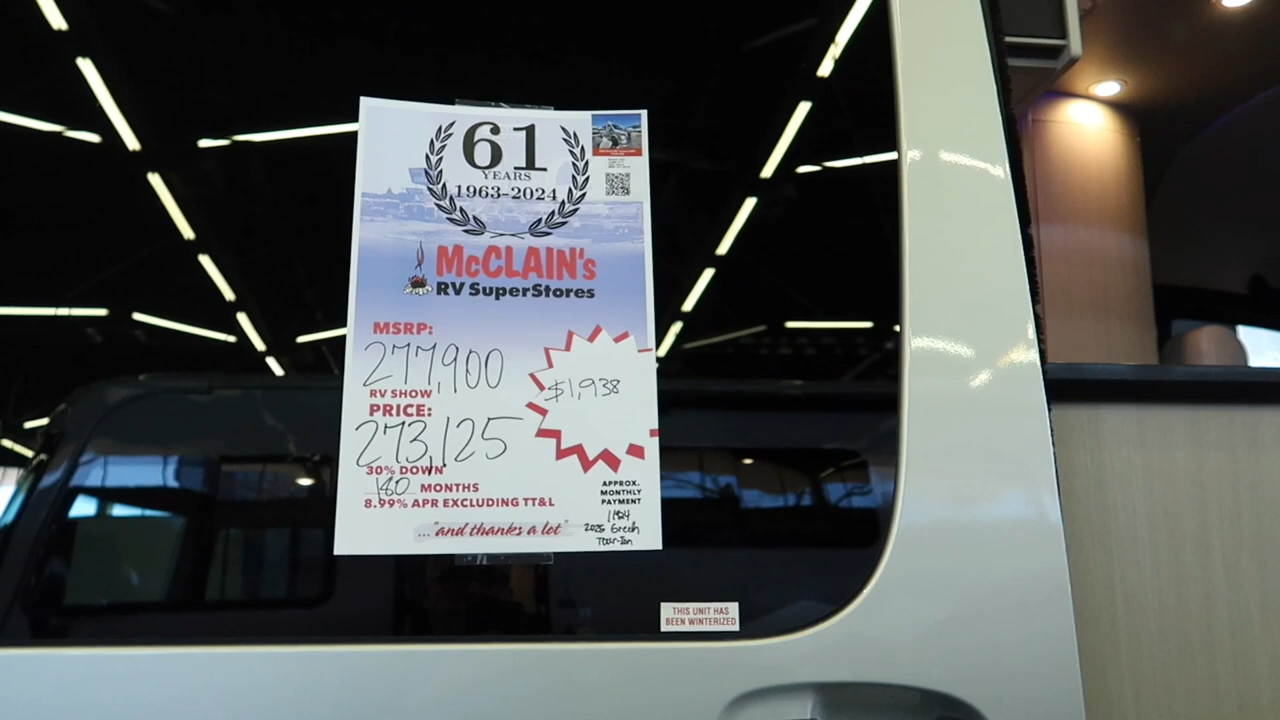 61
YEARS
1963-2024
McCLAIN's
RV SuperStores
MSRP:
277,900
RV SHOW
PRICE:
273,125
$1,938
30% DOWN
180 MONTHS
8.99% APR EXCLUDING TT&L
APPROX.
MONTHLY
PAYMENT
..."and thanks a lot"
2025 Grech
THIS UNIT HAS
BEEN WINTERIZED